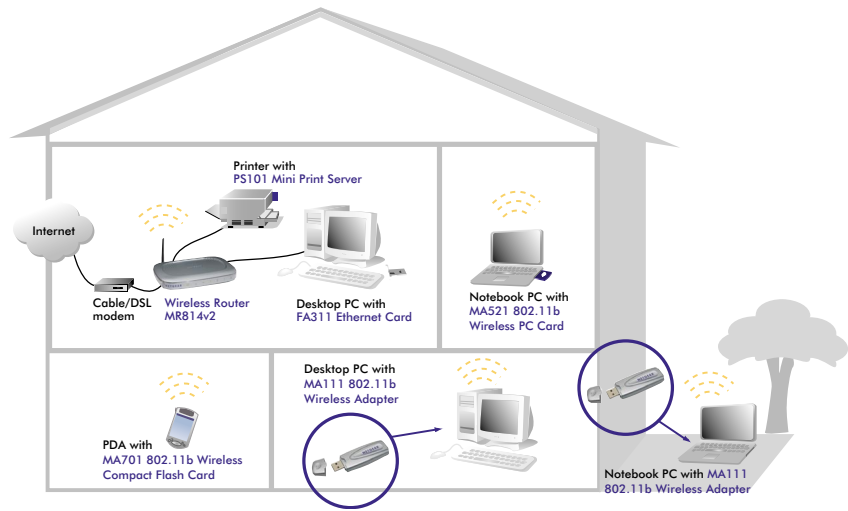 Printer with
PS101 Mini Print Server
Internet
Cable/DSL
modem
Wireless Router
MR814v2
Desktop PC with
FA311 Ethernet Card
Notebook PC with
MA521 802.11b
Wireless PC Card
Desktop PC with
MA111 802.11b
Wireless Adapter
PDA with
MA701 802.11b Wireless
Compact Flash Card
Notebook PC with MA111
802.11b Wireless Adapter